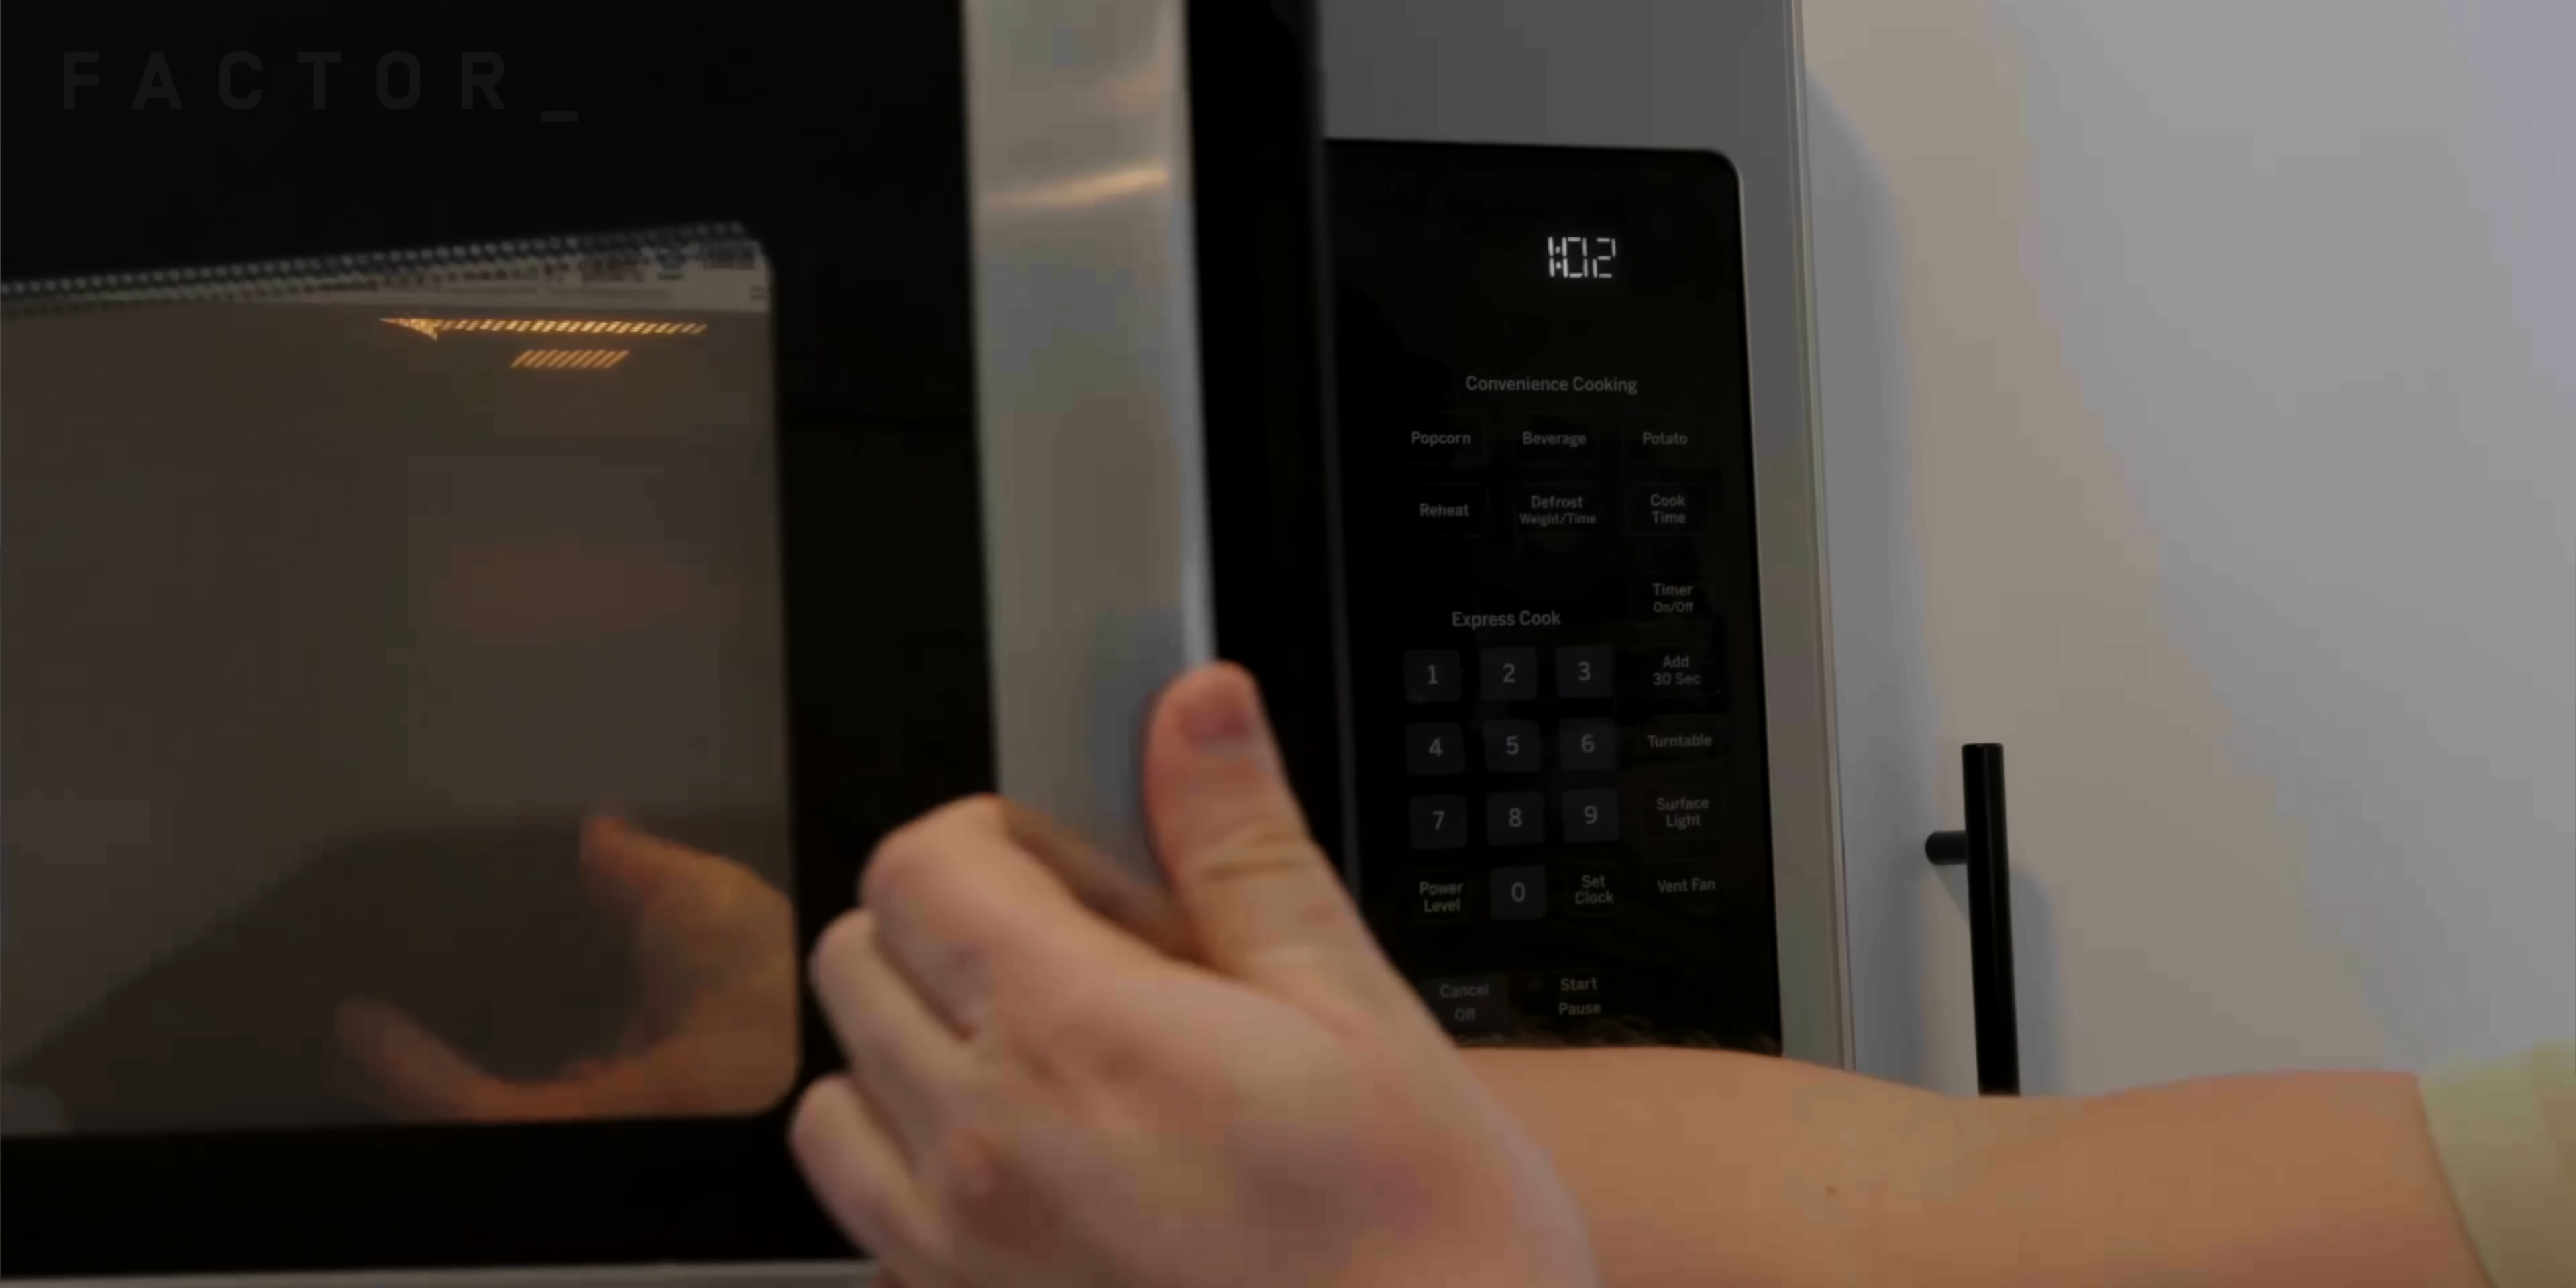 FACTOR_
1:02
Convenience Cooking
Popcorn Beverage Potato
Reheat Defrost Weight/Time Cook Time
Timer On/Off
Express Cook
1 2 3 Add 30 Sec
4 5 6 Turntable
7 8 9 Surface Light
Power Level 0 Set Clock Vent Fan
Cancel Off Start Pause